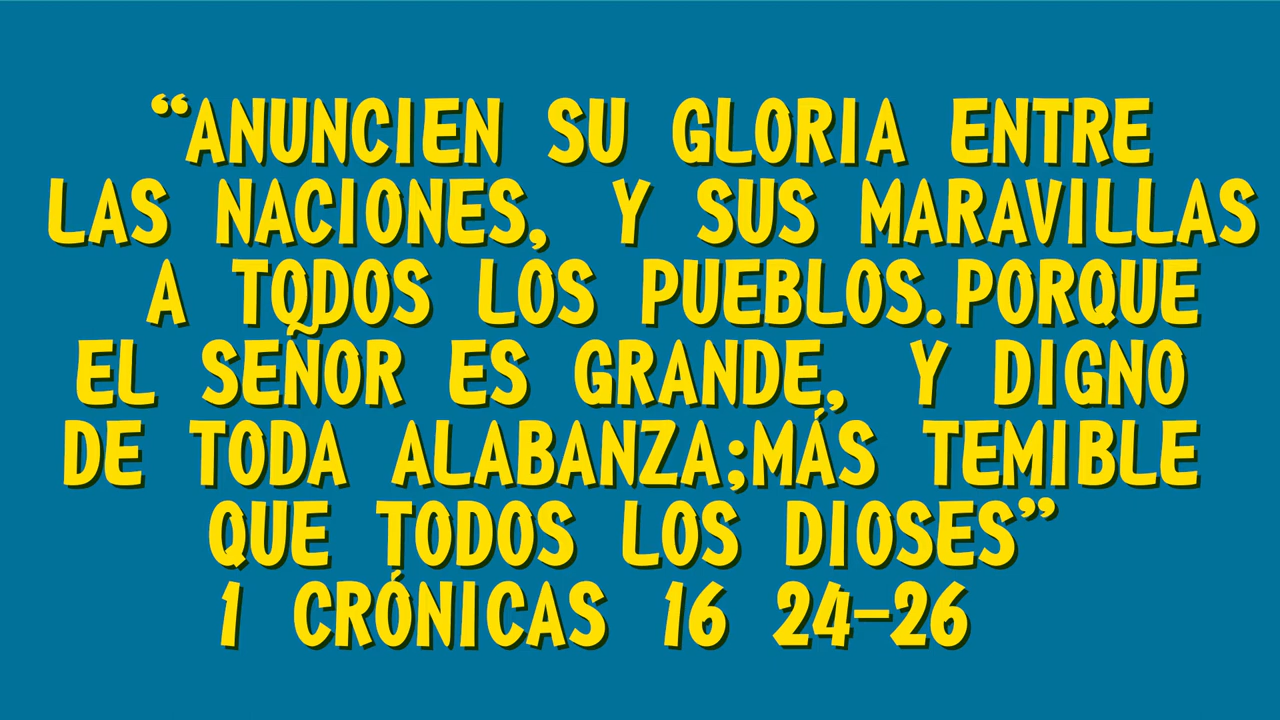 “ANUNCIEN SU GLORIA ENTRE
LAS NACIONES, Y SUS MARAVILLAS
A TODOS LOS PUEBLOS.PORQUE
EL SEÑOR ES GRANDE, Y DIGNO
DE TODA ALABANZA;MÁS TEMIBLE
QUE TODOS LOS DIOSES”
1 CRÓNICAS 16 24-26